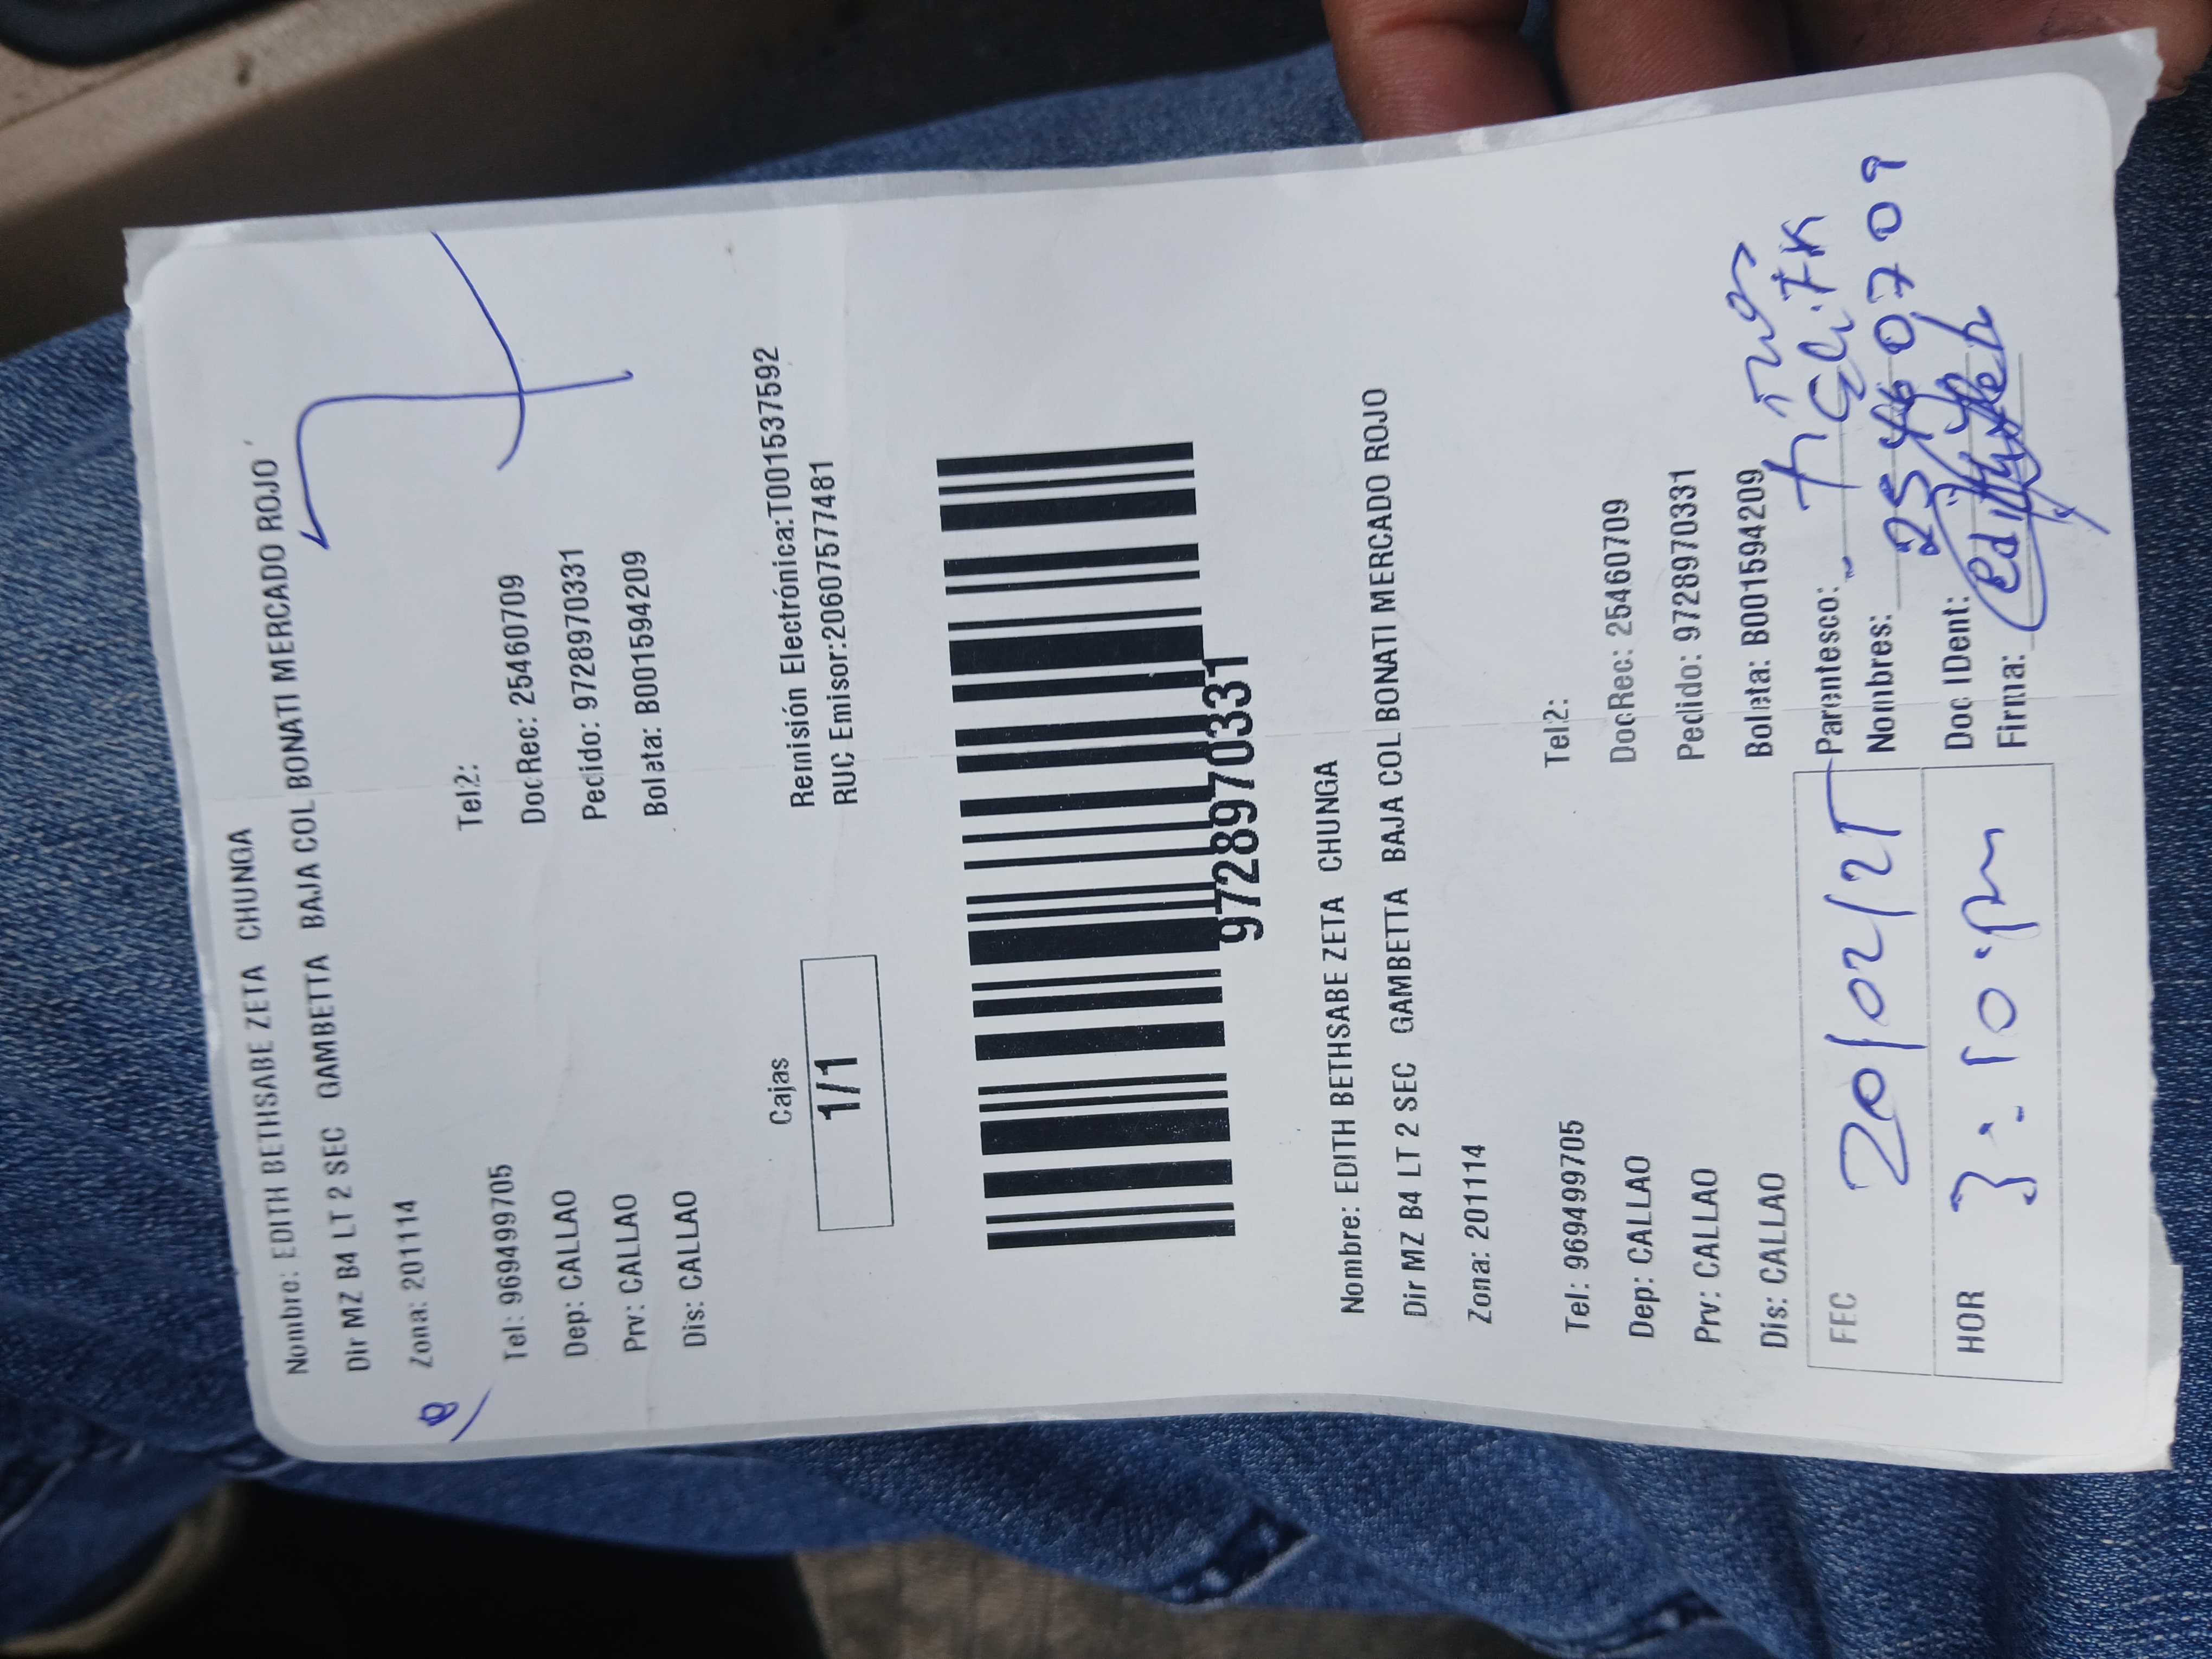 Nombre: EDITH BETHSABE ZETA CHUNGA
Dir MZ B4 LT 2 SEC GAMBETTA BAJA COL BONATI MERCADO ROJO
Zona: 201114
Tel: 969499705 Tel2:
Dep: CALLAO DocRec: 25460709
Prv: CALLAO Pedido: 9728970331
Dis: CALLAO Boleta: B001594209
Cajas Remisión Electrónica:T001537592
1/1 RUC Emisor:20607577481
9728970331
Nombre: EDITH BETHSABE ZETA CHUNGA
Dir MZ B4 LT 2 SEC GAMBETTA BAJA COL BONATI MERCADO ROJO
Zona: 201114
Tel: 969499705 Tel2:
Dep: CALLAO DocRec: 25460709
Prv: CALLAO Pedido: 9728970331
Dis: CALLAO Boleta: B001594209
FEC 20/02/25 Parentesco:
Nombres:
HOR 3:10 pm Doc IDent: 25460709
Firma: